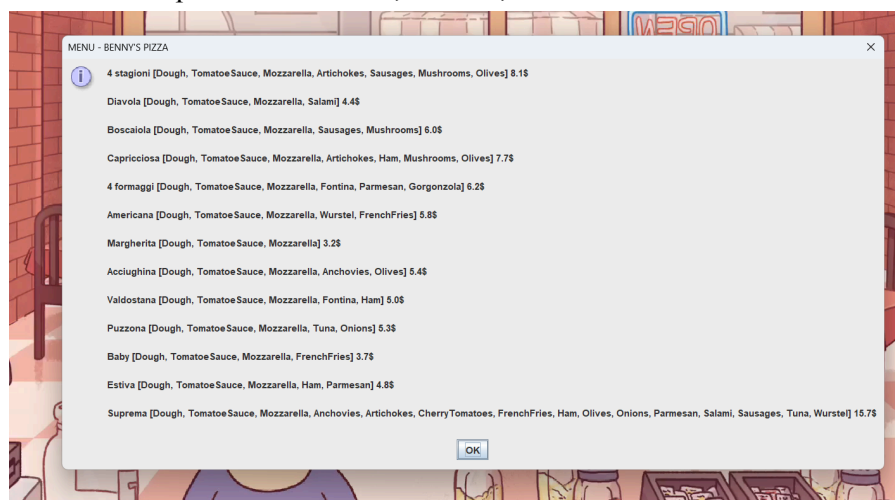 MENU - BENNY'S PIZZA
4 stagioni [Dough, TomatoeSauce, Mozzarella, Artichokes, Sausages, Mushrooms, Olives] 8.1$
Diavola [Dough, TomatoeSauce, Mozzarella, Salami] 4.4$
Boscaiola [Dough, TomatoeSauce, Mozzarella, Sausages, Mushrooms] 6.0$
Capricciosa [Dough, TomatoeSauce, Mozzarella, Artichokes, Ham, Mushrooms, Olives] 7.7$
4 formaggi [Dough, TomatoeSauce, Mozzarella, Fontina, Parmesan, Gorgonzola] 6.2$
Americana [Dough, TomatoeSauce, Mozzarella, Wurstel, FrenchFries] 5.8$
Margherita [Dough, TomatoeSauce, Mozzarella] 3.2$
Acciughina [Dough, TomatoeSauce, Mozzarella, Anchovies, Olives] 5.4$
Valdostana [Dough, TomatoeSauce, Mozzarella, Fontina, Ham] 5.0$
Puzzona [Dough, TomatoeSauce, Mozzarella, Tuna, Onions] 5.3$
Baby [Dough, TomatoeSauce, Mozzarella, FrenchFries] 3.7$
Estiva [Dough, TomatoeSauce, Mozzarella, Ham, Parmesan] 4.8$
Suprema [Dough, TomatoeSauce, Mozzarella, Anchovies, Artichokes, CherryTomatoes, FrenchFries, Ham, Olives, Onions, Parmesan, Salami, Sausages, Tuna, Wurstel] 15.7$
OK